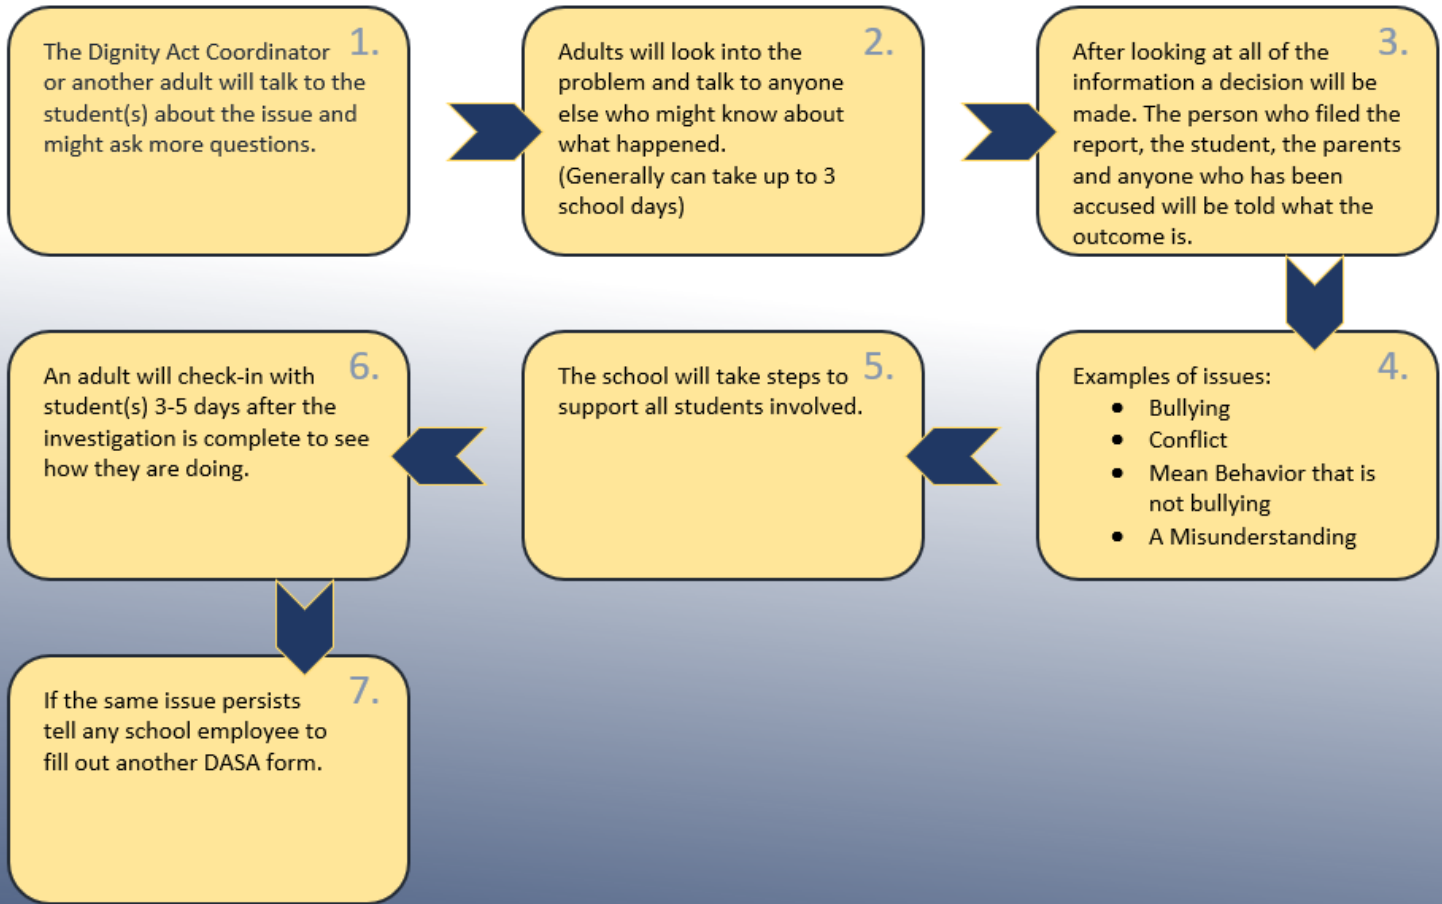 1.
The Dignity Act Coordinator
or another adult will talk to the
student(s) about the issue and
might ask more questions.
2.
Adults will look into the
problem and talk to anyone
else who might know about
what happened.
(Generally can take up to 3
school days)
3.
After looking at all of the
information a decision will be
made. The person who filed the
report, the student, the parents
and anyone who has been
accused will be told what the
outcome is.
4.
Examples of issues:
• Bullying
• Conflict
• Mean Behavior that is
not bullying
• A Misunderstanding
5.
The school will take steps to
support all students involved.
6.
An adult will check-in with
student(s) 3-5 days after the
investigation is complete to see
how they are doing.
7.
If the same issue persists
tell any school employee to
fill out another DASA form.